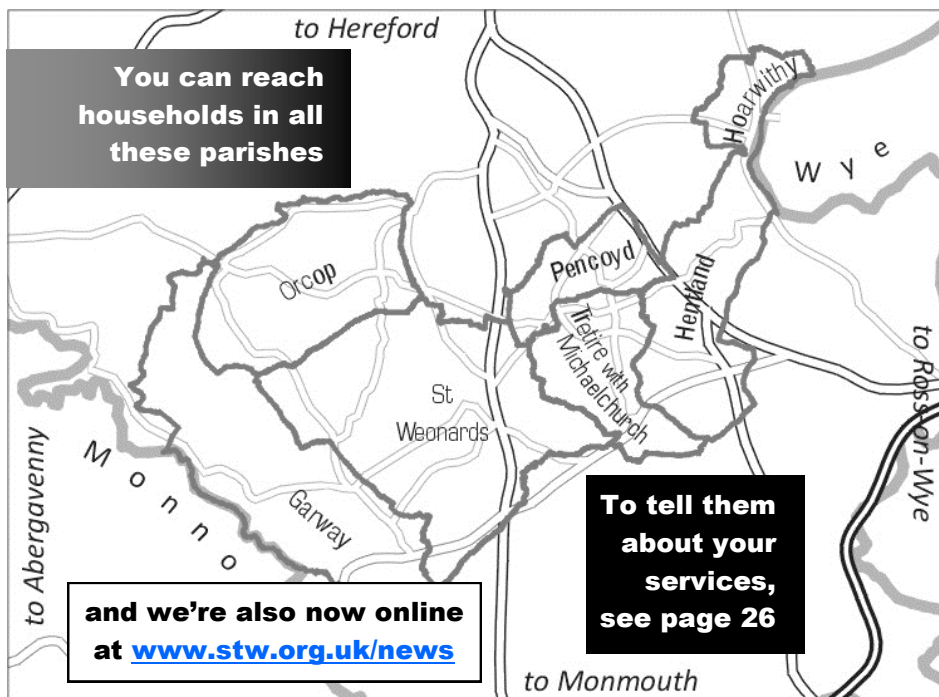 to Hereford
You can reach
households in all
these parishes
Hoarwithy
Wye
Pencoyd
Orcop
Hentland
Tretire with
Michaelchurch
St
Weonards
to Ross-on-Wye
to Abergavenny
Monno
Garway
To tell them
about your
services,
see page 26
and we're also now online
at www.stw.org.uk/news
to Monmouth